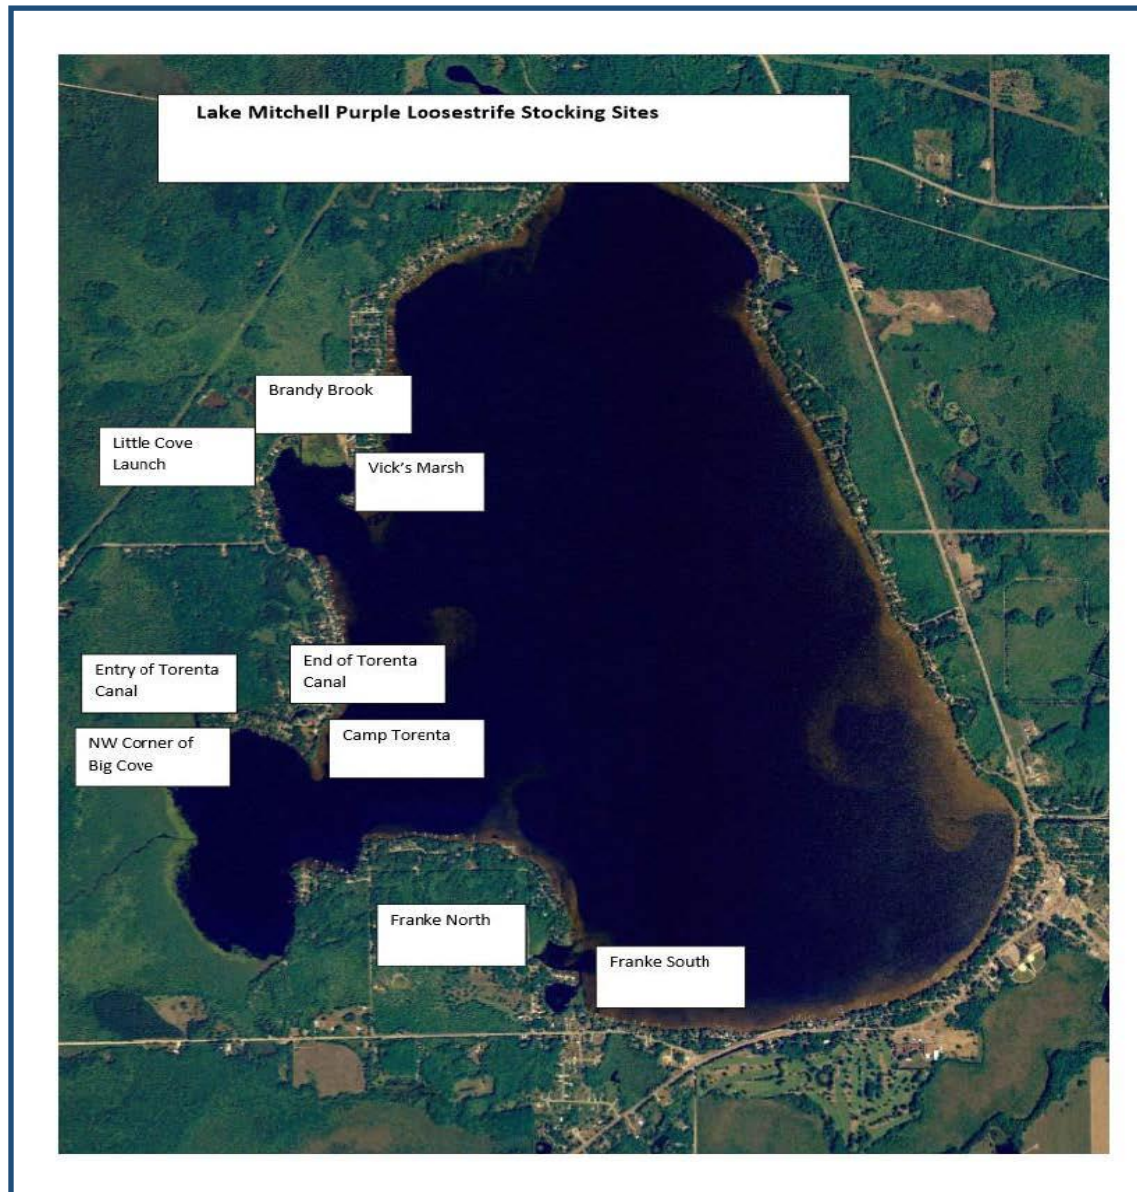 Lake Mitchell Purple Loosestrife Stocking Sites
Brandy Brook
Little Cove
Launch
Vick's Marsh
Entry of Torenta
Canal
End of Torenta
Canal
NW Corner of
Big Cove
Camp Torenta
Franke North
Franke South